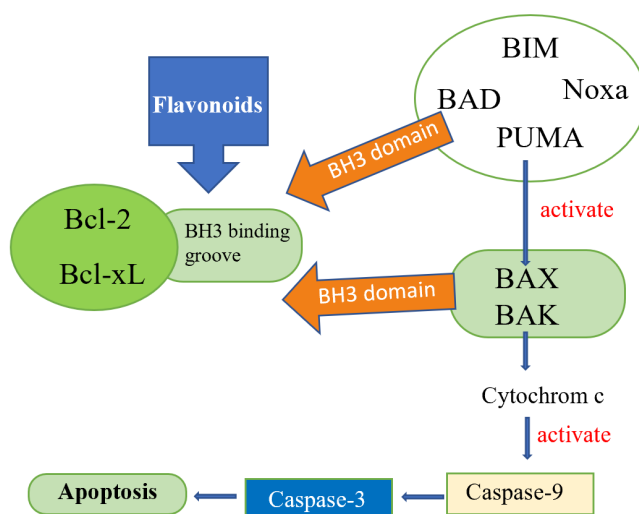 BIM
Noxa
BAD
PUMA
Flavonoids
BH3 domain
activate
Bcl-2
Bcl-xL
BH3 binding
groove
BH3 domain
BAX
BAK
Cytochrom c
activate
Apoptosis
Caspase-3
Caspase-9